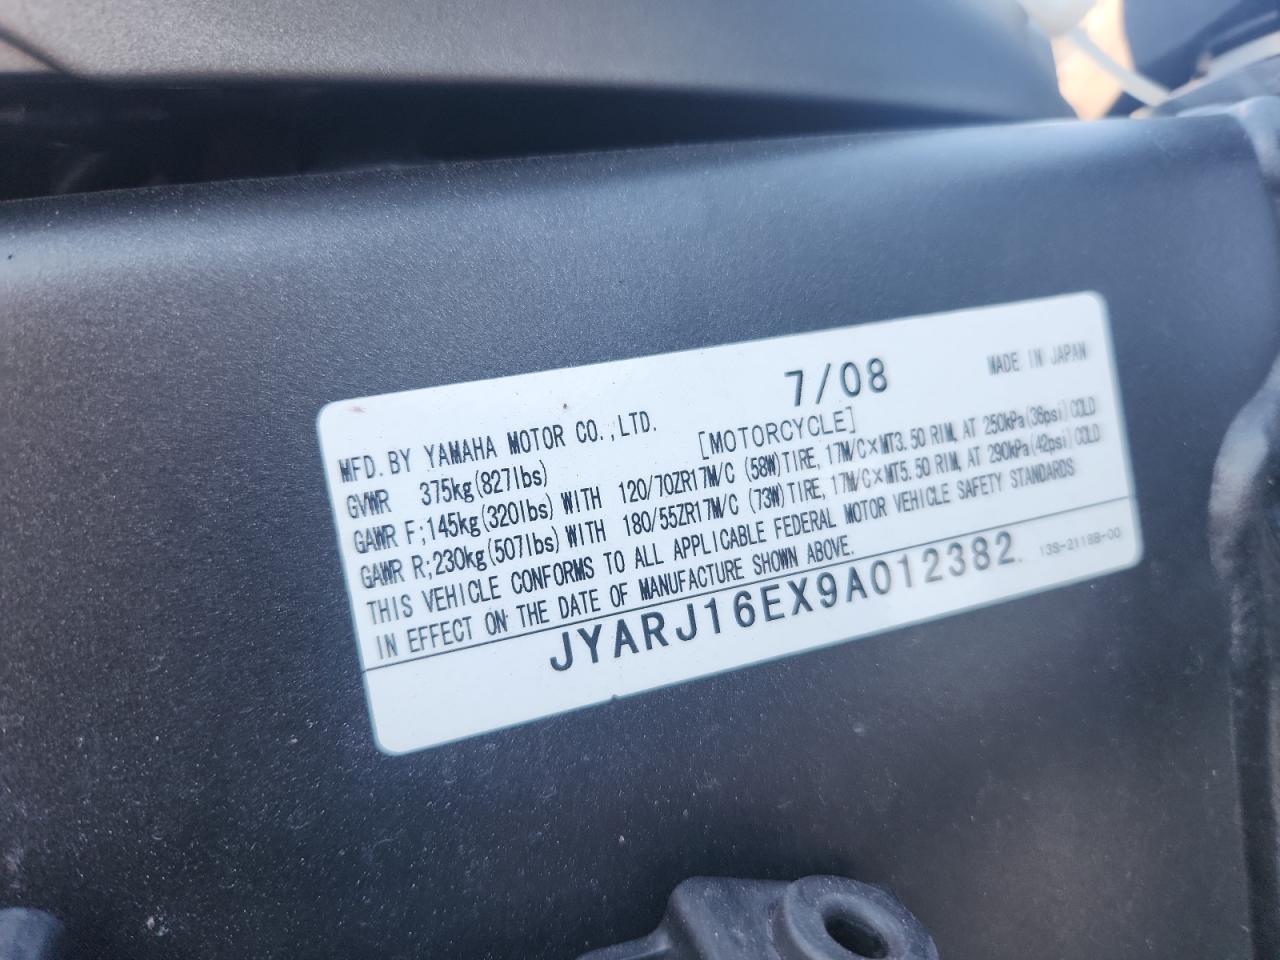 7/08 MADE IN JAPAN
MFD. BY YAMAHA MOTOR CO.,LTD.
[MOTORCYCLE]
GVWR 375kg(827lbs)
GAWR F;145kg(320lbs) WITH 120/70ZR17M/C (58W)TIRE, 17M/C×MT3.50 RIM, AT 250kPa(36psi)COLD
GAWR R;230kg(507lbs) WITH 180/55ZR17M/C (73W)TIRE, 17M/C×MT5.50 RIM, AT 290kPa(42psi)COLD
THIS VEHICLE CONFORMS TO ALL APPLICABLE FEDERAL MOTOR VEHICLE SAFETY STANDARDS
IN EFFECT ON THE DATE OF MANUFACTURE SHOWN ABOVE.
JYARJ16EX9A012382 13S-2118B-00